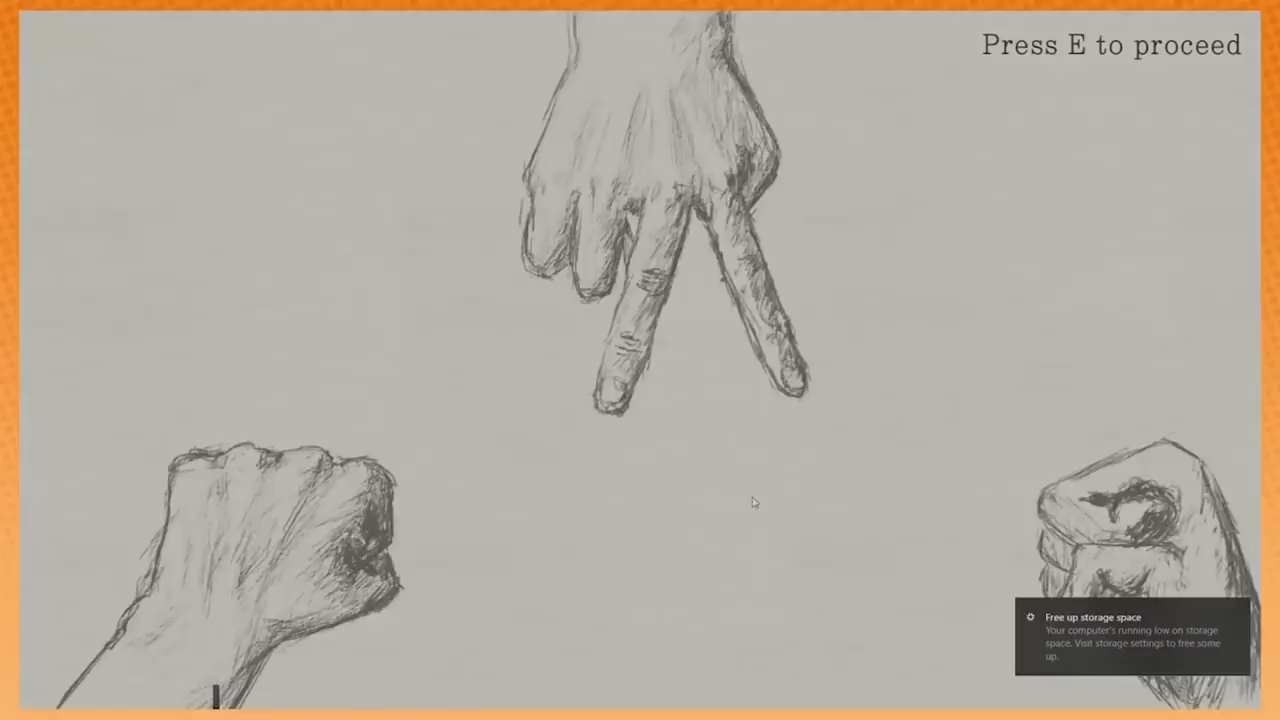 Press E to proceed
Free up storage space
Your computer's running low on storage
space. Visit storage settings to free some
up.